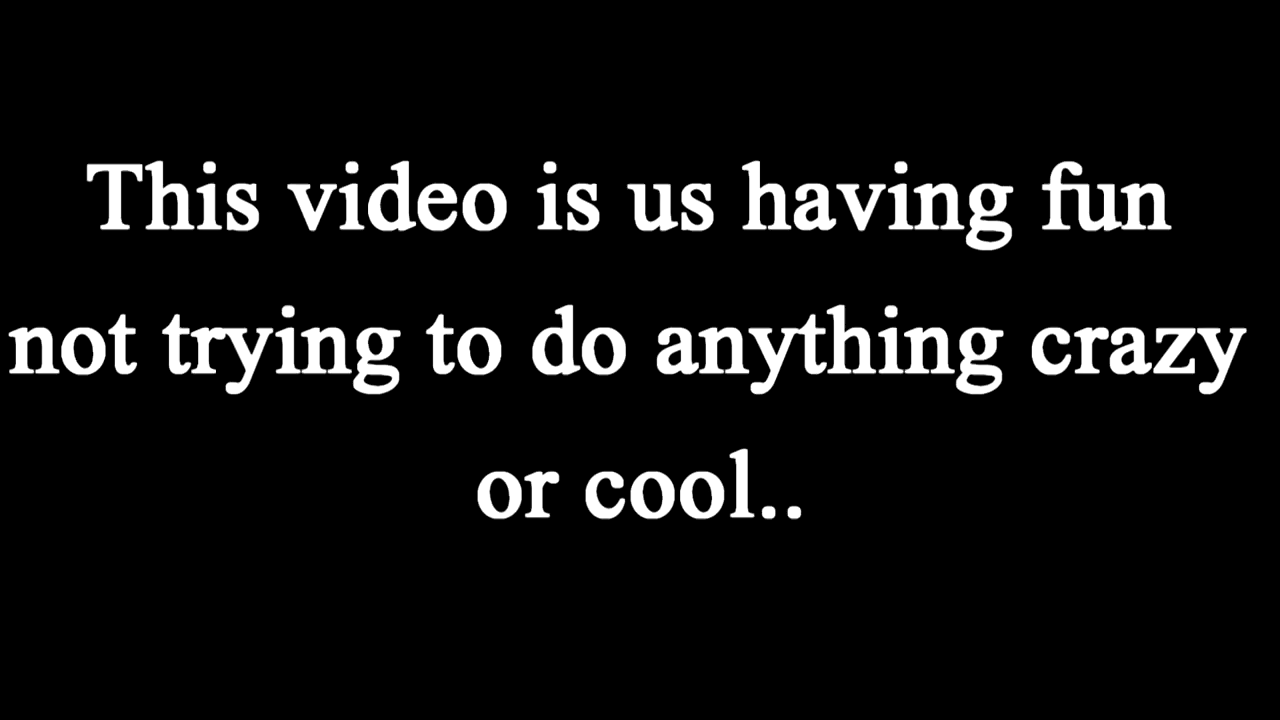 This video is us having fun
not trying to do anything crazy
or cool..